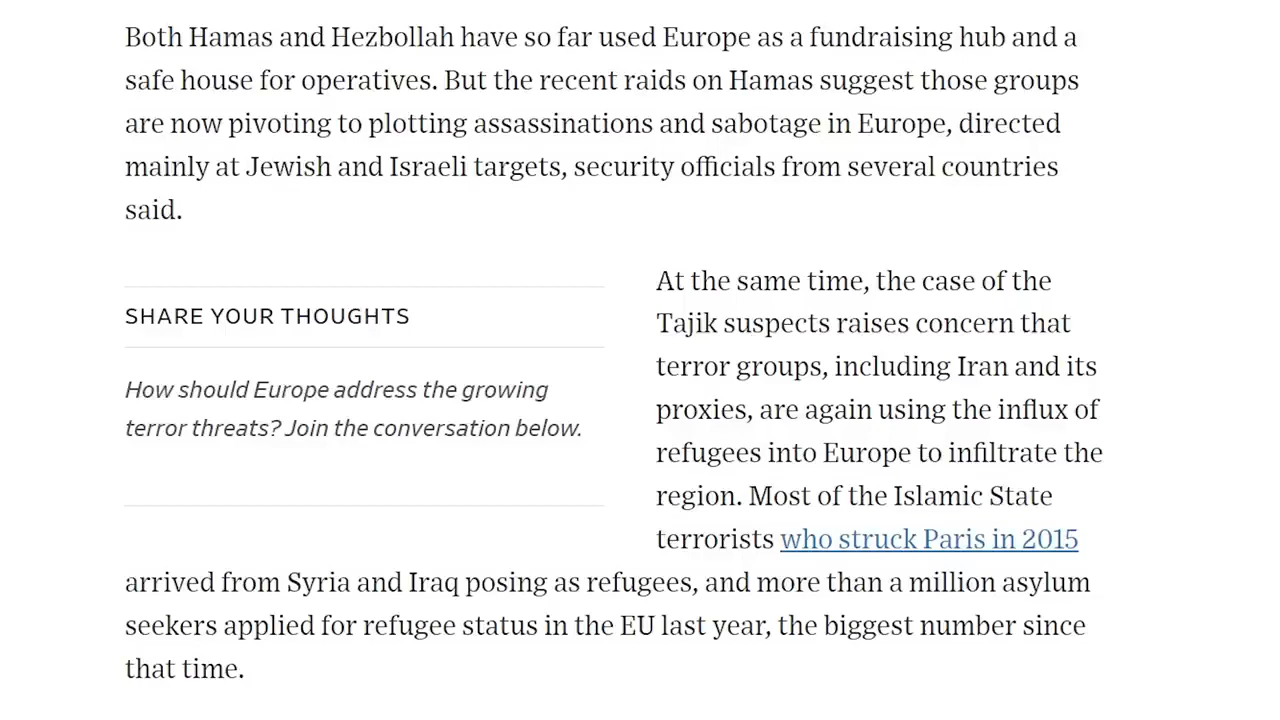 Both Hamas and Hezbollah have so far used Europe as a fundraising hub and a
safe house for operatives. But the recent raids on Hamas suggest those groups
are now pivoting to plotting assassinations and sabotage in Europe, directed
mainly at Jewish and Israeli targets, security officials from several countries
said.
SHARE YOUR THOUGHTS
How should Europe address the growing
terror threats? Join the conversation below.
At the same time, the case of the
Tajik suspects raises concern that
terror groups, including Iran and its
proxies, are again using the influx of
refugees into Europe to infiltrate the
region. Most of the Islamic State
terrorists who struck Paris in 2015
arrived from Syria and Iraq posing as refugees, and more than a million asylum
seekers applied for refugee status in the EU last year, the biggest number since
that time.